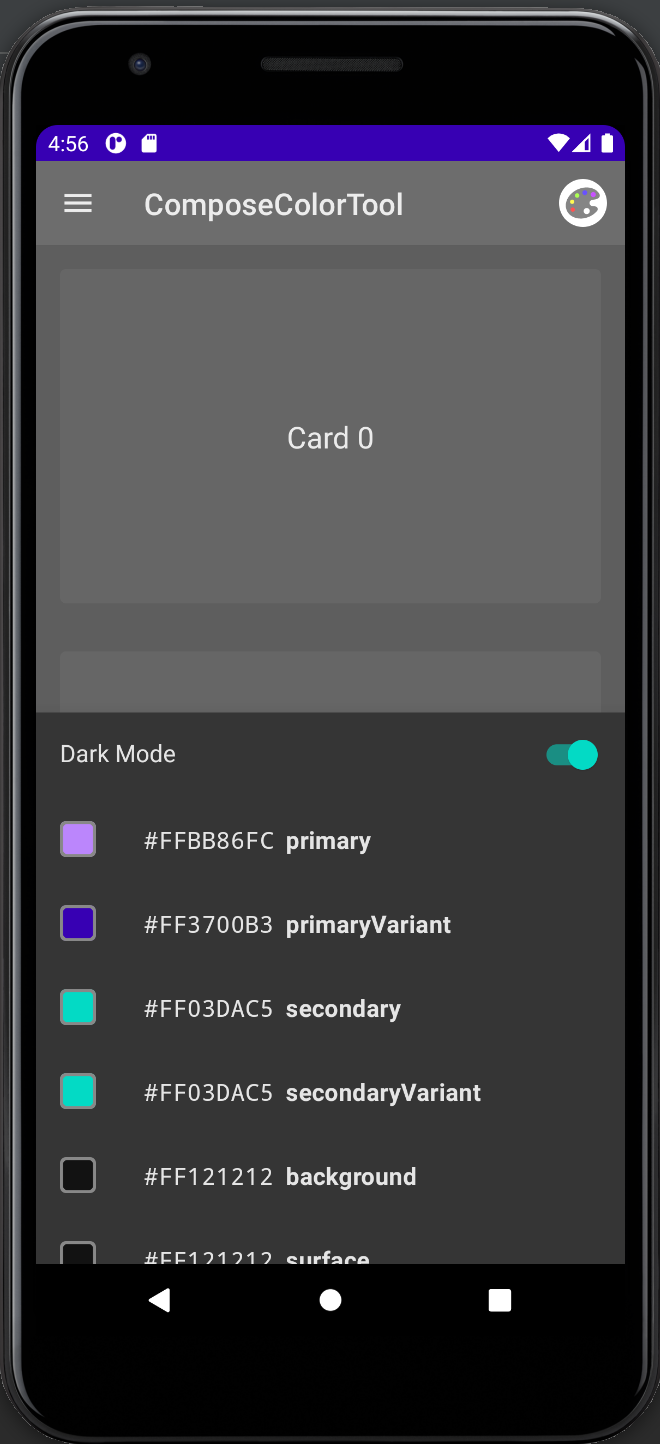 4:56
ComposeColorTool
Card 0
Dark Mode
#FFBB86FC primary
#FF3700B3 primaryVariant
#FF03DAC5 secondary
#FF03DAC5 secondaryVariant
#FF121212 background
#FF121212 surface